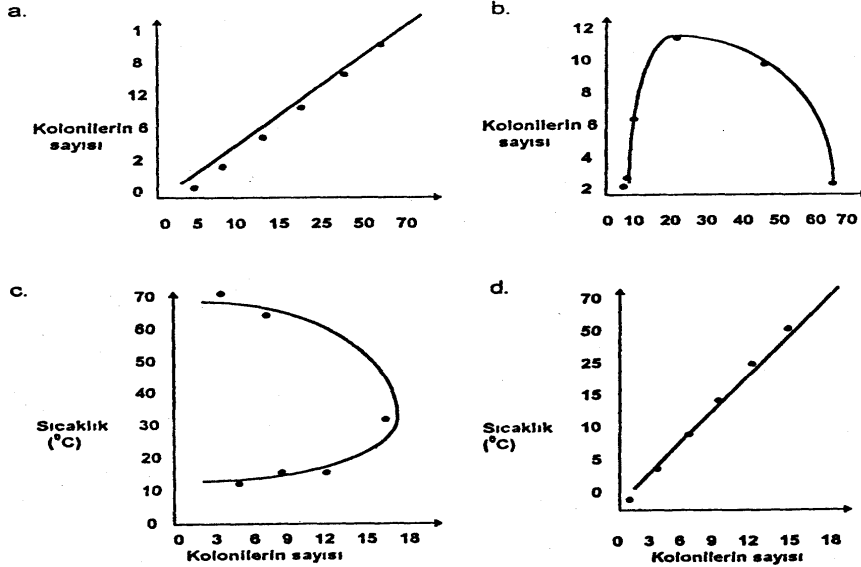 a.
1
8
12
Kolonilerin 6
sayısı
2
0
5 10 15 25 50 70
b.
12
10
8
Kolonilerin 6
sayısı
4
2
0 10 20 30 40 50 60 70
c.
70
60
50
40
30
Sıcaklık
(⁰C)
20
10
0
0 3 6 9 12 15 18
Kolonilerin sayısı
d.
70
50
25
15
Sıcaklık
(⁰C)
10
5
0
0 3 6 9 12 15 18
Kolonilerin sayısı